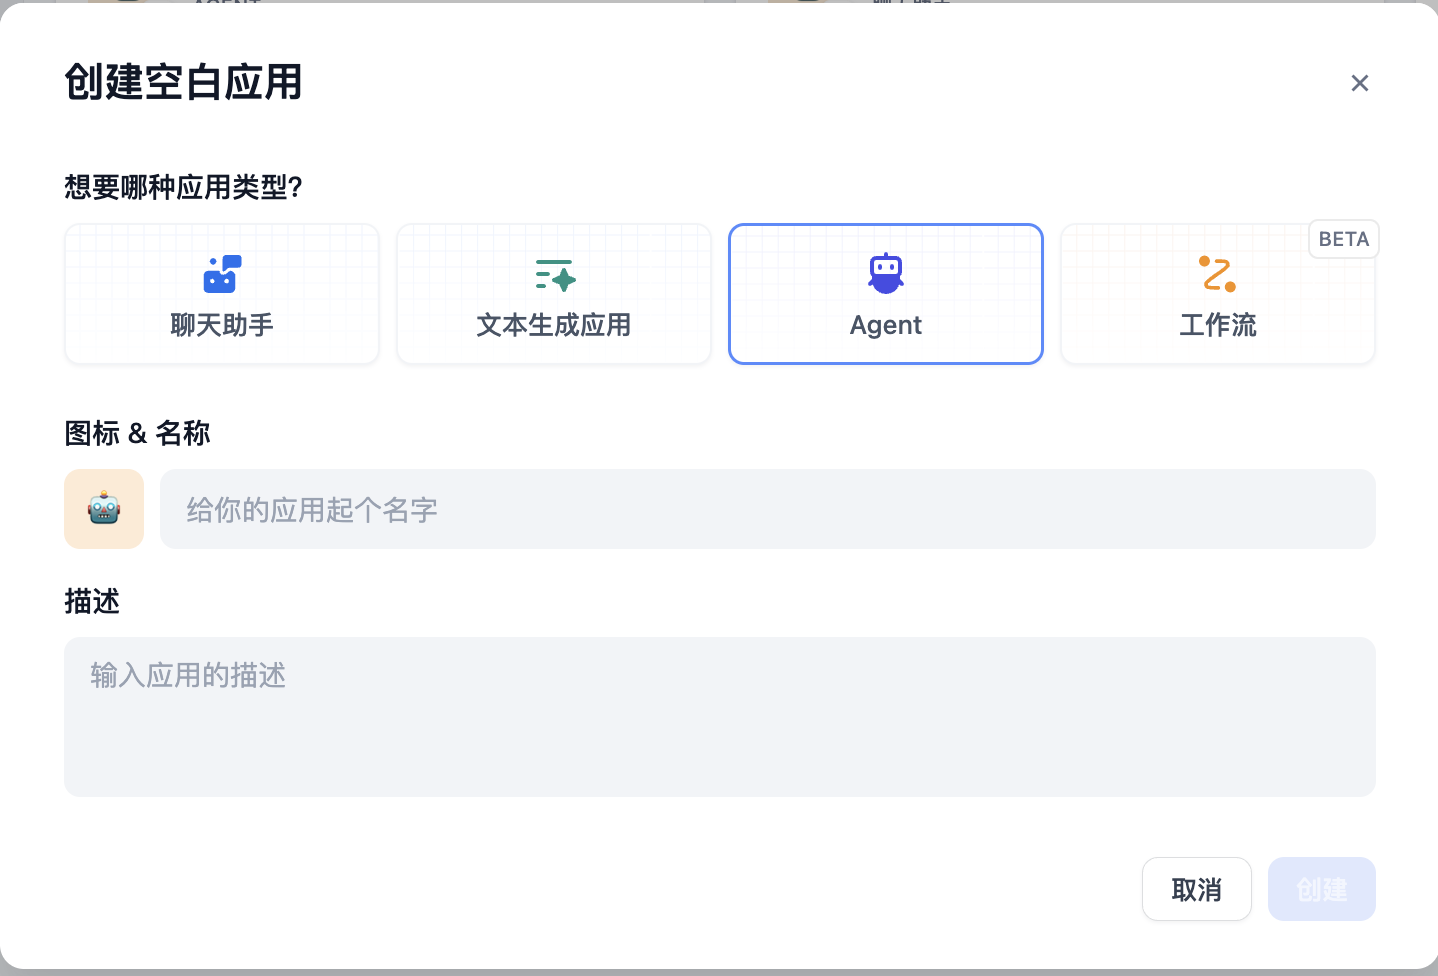 创建空白应用
想要哪种应用类型?
聊天助手
文本生成应用
Agent
BETA
工作流
图标 & 名称
给你的应用起个名字
描述
输入应用的描述
取消
创建